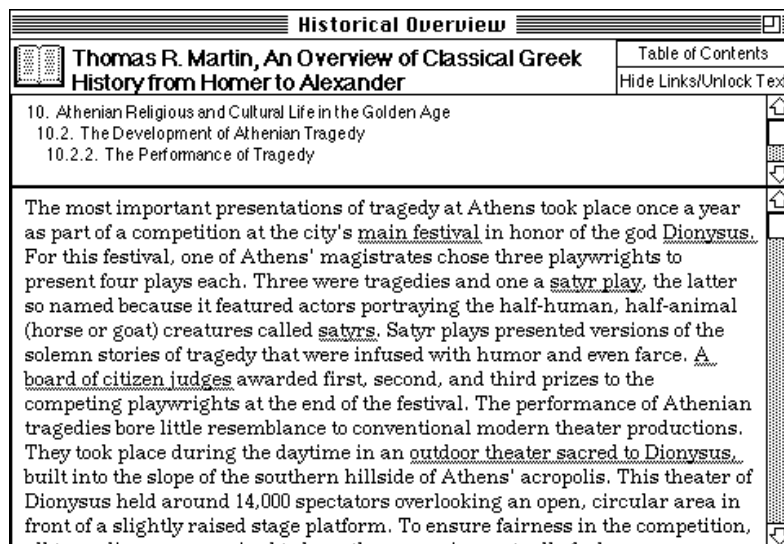 Historical Overview
Thomas R. Martin, An Overview of Classical Greek
History from Homer to Alexander
Table of Contents
Hide Links/Unlock Tex
10. Athenian Religious and Cultural Life in the Golden Age
10.2. The Development of Athenian Tragedy
10.2.2. The Performance of Tragedy
The most important presentations of tragedy at Athens took place once a year
as part of a competition at the city's main festival in honor of the god Dionysus.
For this festival, one of Athens' magistrates chose three playwrights to
present four plays each. Three were tragedies and one a satyr play, the latter
so named because it featured actors portraying the half-human, half-animal
(horse or goat) creatures called satyrs. Satyr plays presented versions of the
solemn stories of tragedy that were infused with humor and even farce. A
board of citizen judges awarded first, second, and third prizes to the
competing playwrights at the end of the festival. The performance of Athenian
tragedies bore little resemblance to conventional modern theater productions.
They took place during the daytime in an outdoor theater sacred to Dionysus,
built into the slope of the southern hillside of Athens' acropolis. This theater of
Dionysus held around 14,000 spectators overlooking an open, circular area in
front of a slightly raised stage platform. To ensure fairness in the competition,